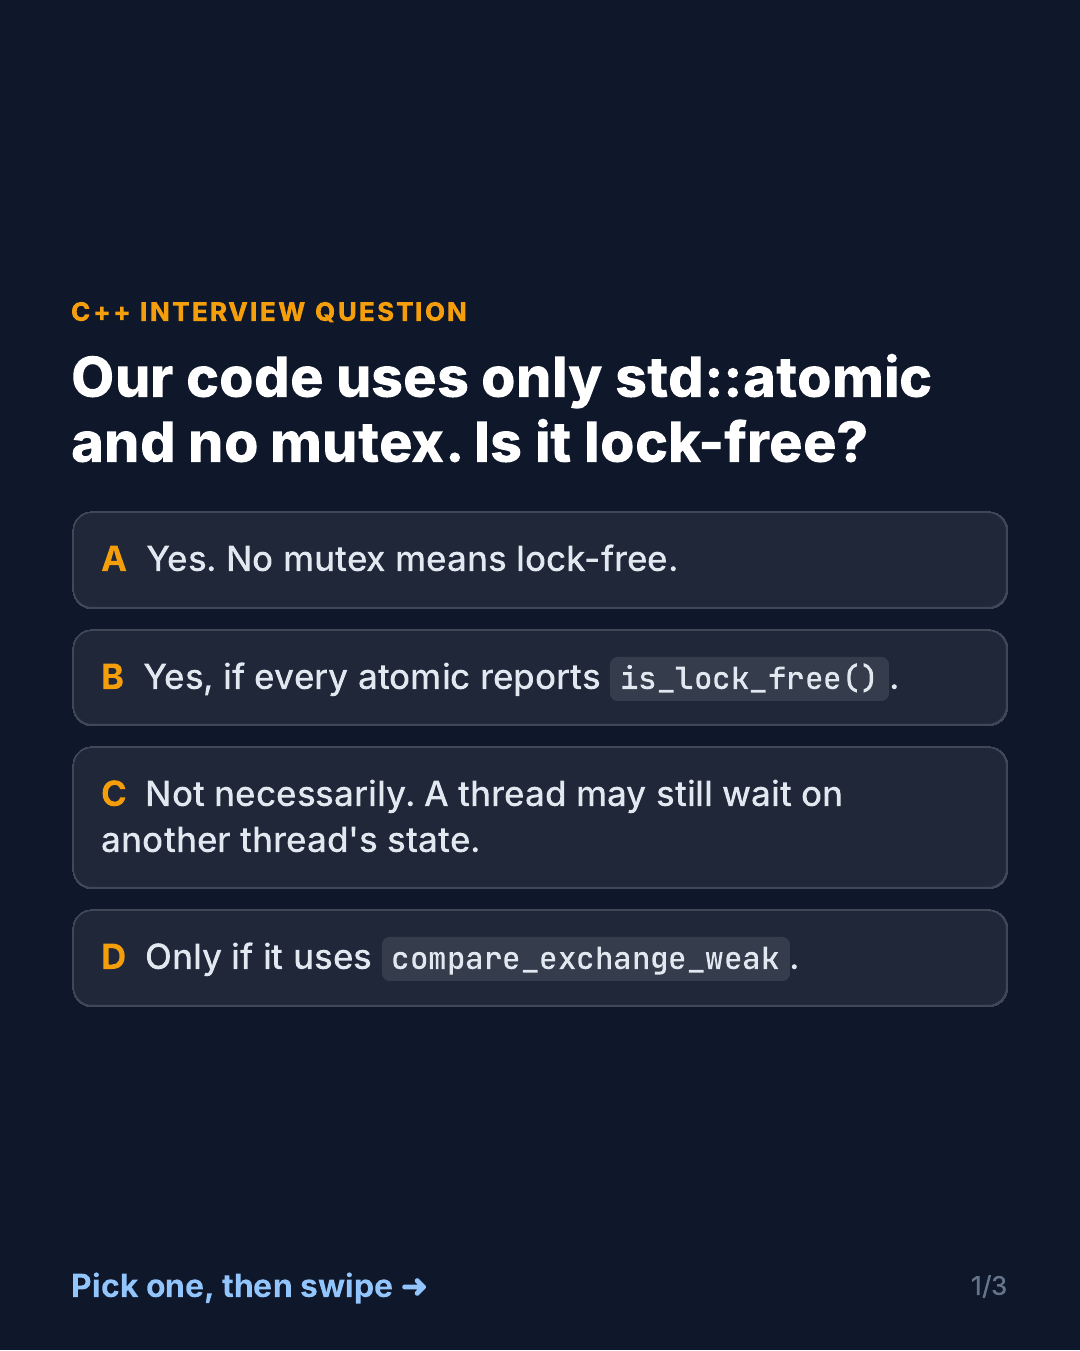 C++ INTERVIEW QUESTION
Our code uses only std::atomic
and no mutex. Is it lock-free?
A Yes. No mutex means lock-free.
B Yes, if every atomic reports is_lock_free().
C Not necessarily. A thread may still wait on
another thread's state.
D Only if it uses compare_exchange_weak.
Pick one, then swipe ➜
1/3